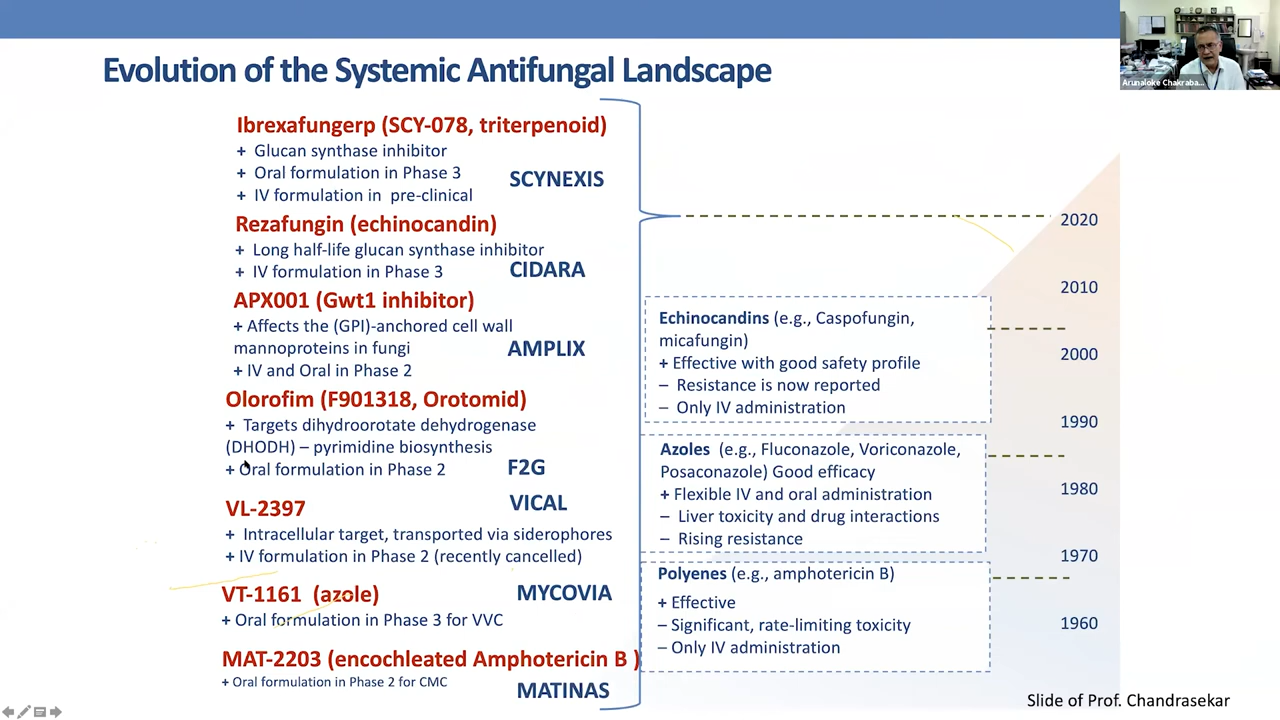 Evolution of the Systemic Antifungal Landscape
Arunaloke Chakraba...
Ibrexafungerp (SCY-078, triterpenoid)
+ Glucan synthase inhibitor
+ Oral formulation in Phase 3
+ IV formulation in pre-clinical
SCYNEXIS
Rezafungin (echinocandin)
+ Long half-life glucan synthase inhibitor
+ IV formulation in Phase 3
CIDARA
APX001 (Gwt1 inhibitor)
+ Affects the (GPI)-anchored cell wall
mannoproteins in fungi
+ IV and Oral in Phase 2
AMPLIX
Olorofim (F901318, Orotomid)
+ Targets dihydroorotate dehydrogenase
(DHODH) – pyrimidine biosynthesis
+ Oral formulation in Phase 2
F2G
VICAL
VL-2397
+ Intracellular target, transported via siderophores
+ IV formulation in Phase 2 (recently cancelled)
VT-1161 (azole)
MYCOVIA
+ Oral formulation in Phase 3 for VVC
MAT-2203 (encochleated Amphotericin B )
+ Oral formulation in Phase 2 for CMC
MATINAS
Echinocandins (e.g., Caspofungin,
micafungin)
+ Effective with good safety profile
– Resistance is now reported
– Only IV administration
Azoles (e.g., Fluconazole, Voriconazole,
Posaconazole) Good efficacy
+ Flexible IV and oral administration
– Liver toxicity and drug interactions
– Rising resistance
Polyenes (e.g., amphotericin B)
+ Effective
– Significant, rate-limiting toxicity
– Only IV administration
2020
2010
2000
1990
1980
1970
1960
Slide of Prof. Chandrasekar